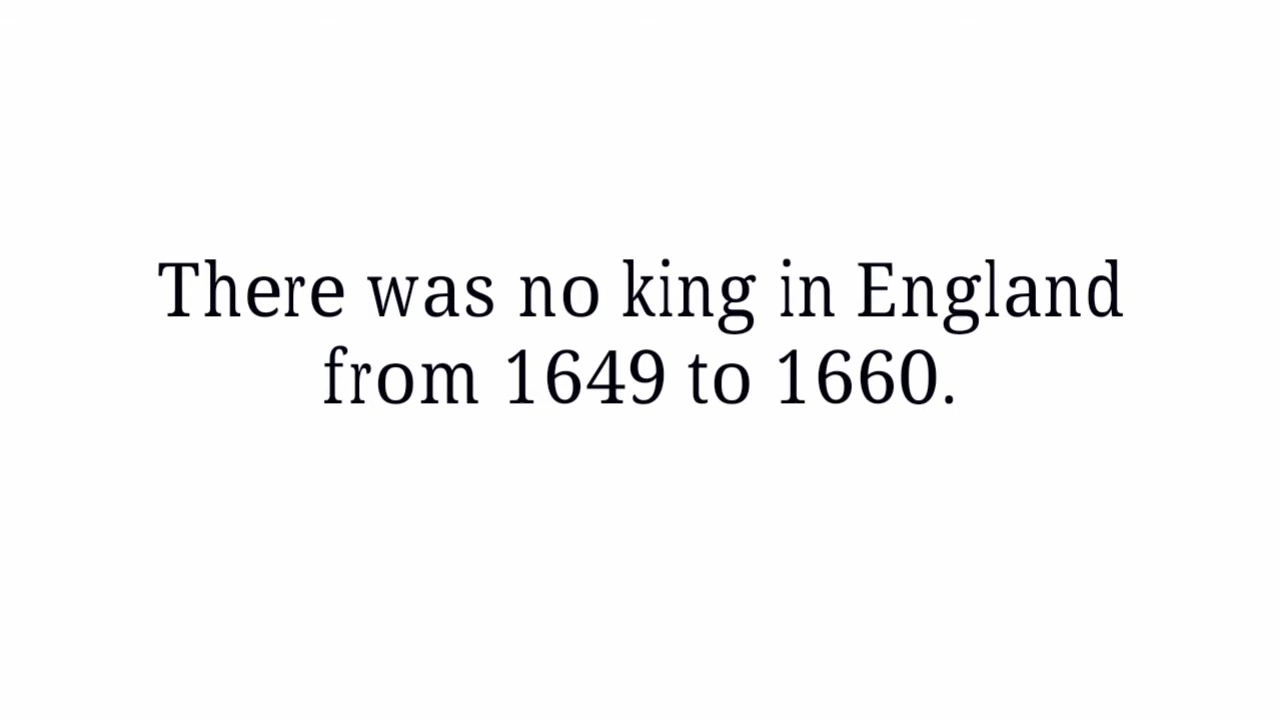 There was no king in England
from 1649 to 1660.